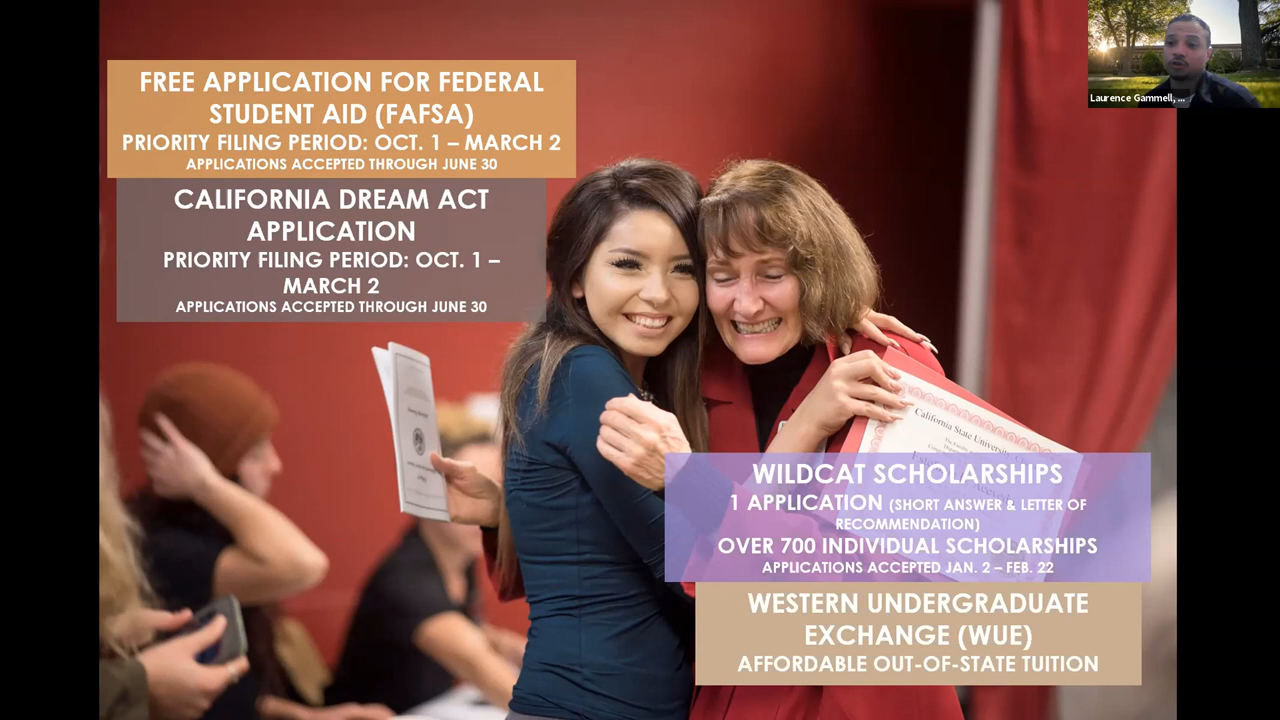 FREE APPLICATION FOR FEDERAL
STUDENT AID (FAFSA)
PRIORITY FILING PERIOD: OCT. 1 – MARCH 2
APPLICATIONS ACCEPTED THROUGH JUNE 30
CALIFORNIA DREAM ACT
APPLICATION
PRIORITY FILING PERIOD: OCT. 1 –
MARCH 2
APPLICATIONS ACCEPTED THROUGH JUNE 30
Laurence Gammell, ...
California State University,
WILDCAT SCHOLARSHIPS
1 APPLICATION (SHORT ANSWER & LETTER OF
RECOMMENDATION)
OVER 700 INDIVIDUAL SCHOLARSHIPS
APPLICATIONS ACCEPTED JAN. 2 – FEB. 22
WESTERN UNDERGRADUATE
EXCHANGE (WUE)
AFFORDABLE OUT-OF-STATE TUITION